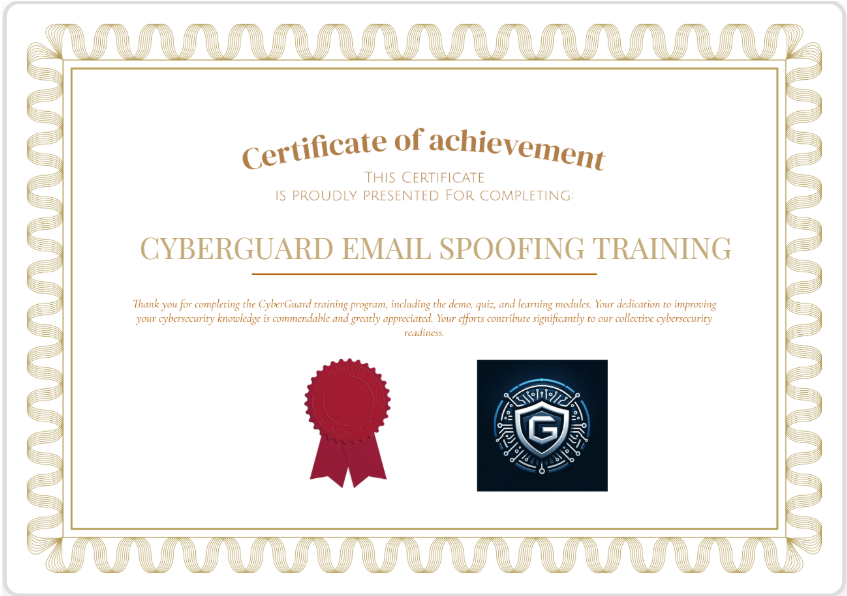 Certificate of achievement
This Certificate
is proudly presented For completing:
CYBERGUARD EMAIL SPOOFING TRAINING
Thank you for completing the CyberGuard training program, including the demo, quiz, and learning modules. Your dedication to improving
your cybersecurity knowledge is commendable and greatly appreciated. Your efforts contribute significantly to our collective cybersecurity
readiness.
G